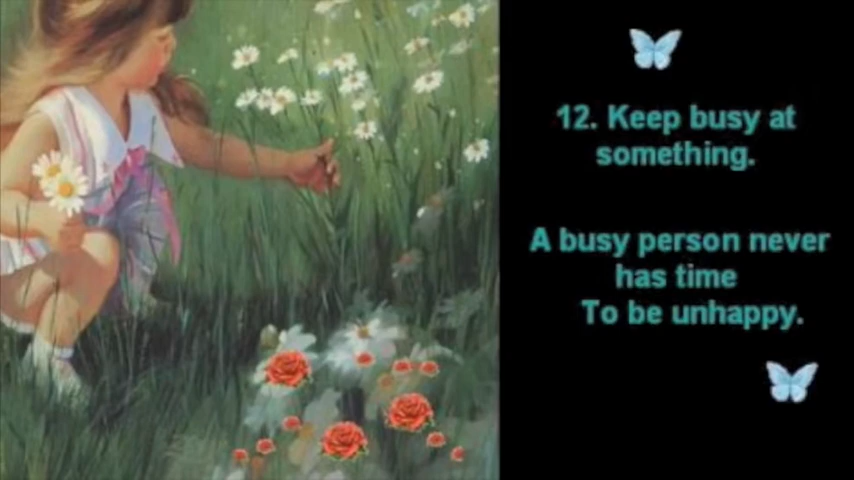 12. Keep busy at
something.
A busy person never
has time
To be unhappy.